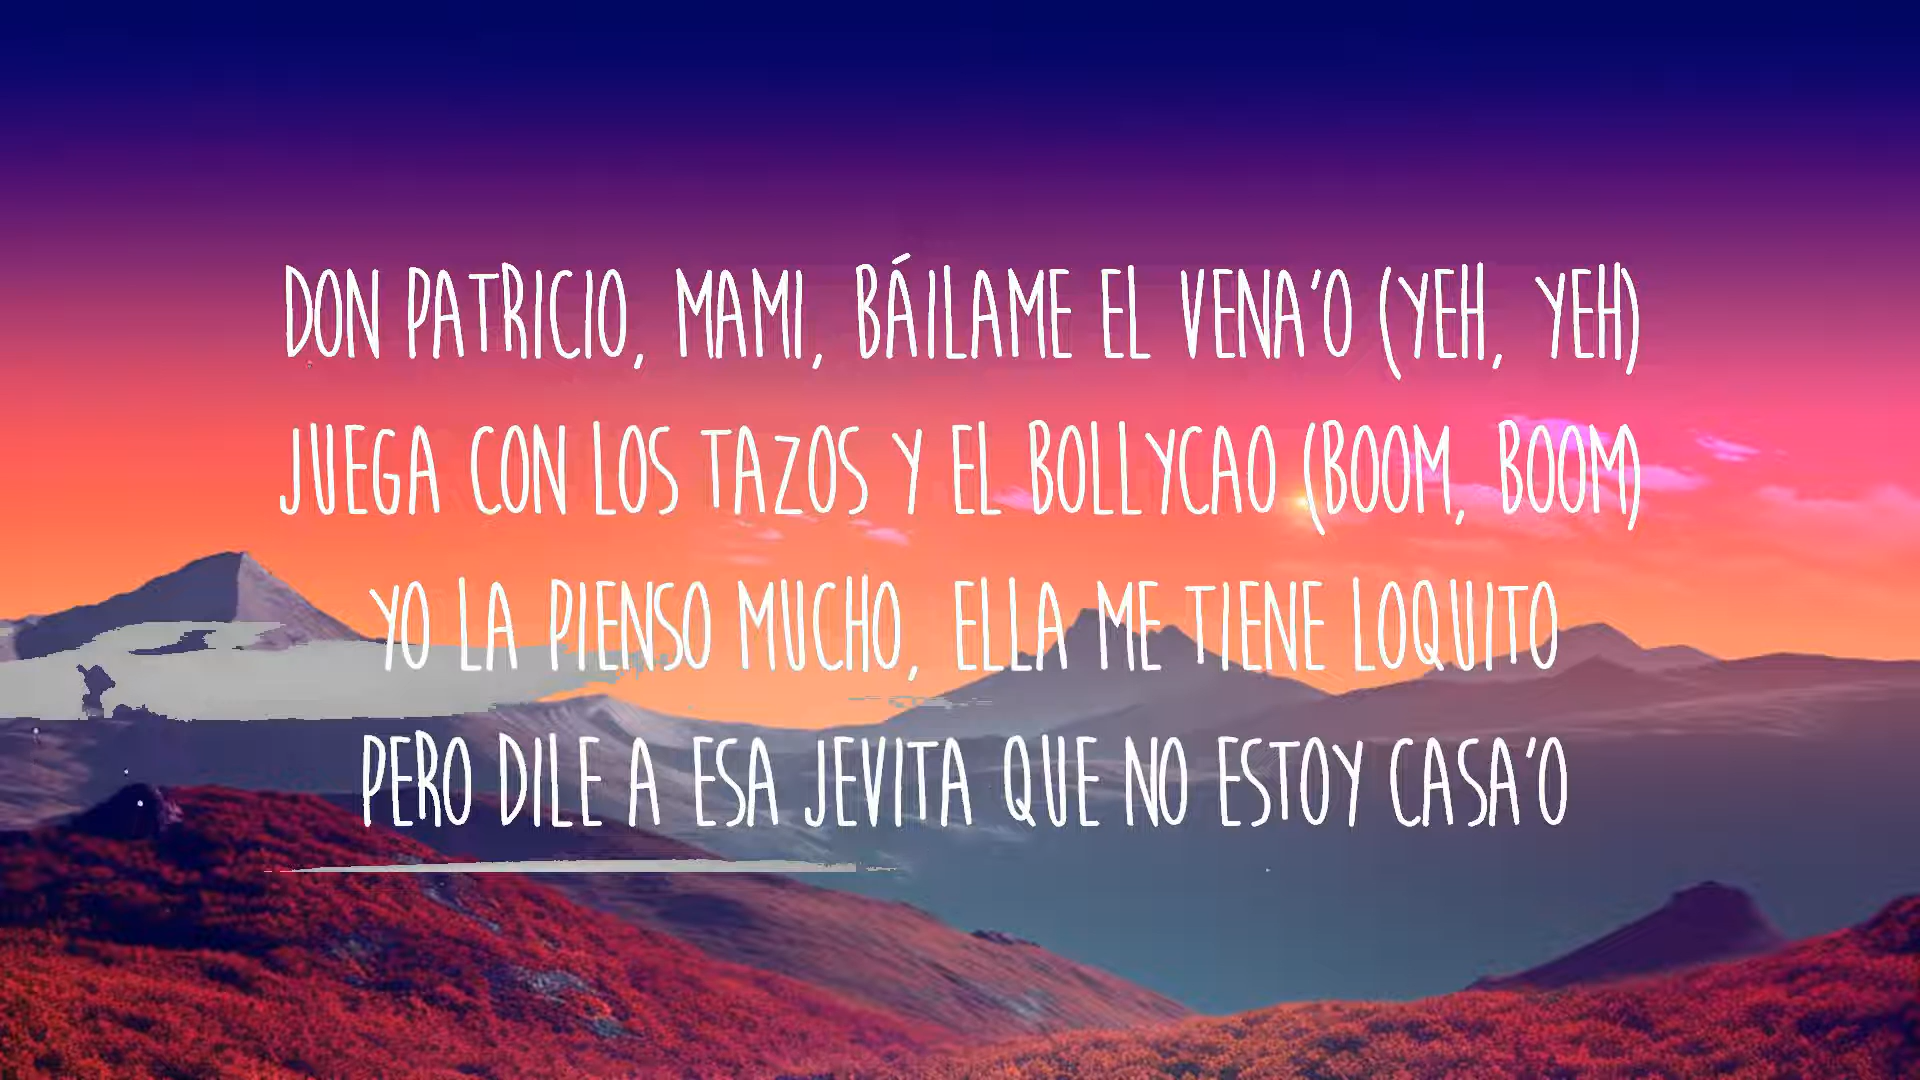 DON PATRICIO, MAMI, BÁILAME EL VENA'O (YEH, YEH)
JUEGA CON LOS TAZOS Y EL BOLLYCAO (BOOM, BOOM)
YO LA PIENSO MUCHO, ELLA ME TIENE LOQUITO
PERO DILE A ESA JEVITA QUE NO ESTOY CASA'O